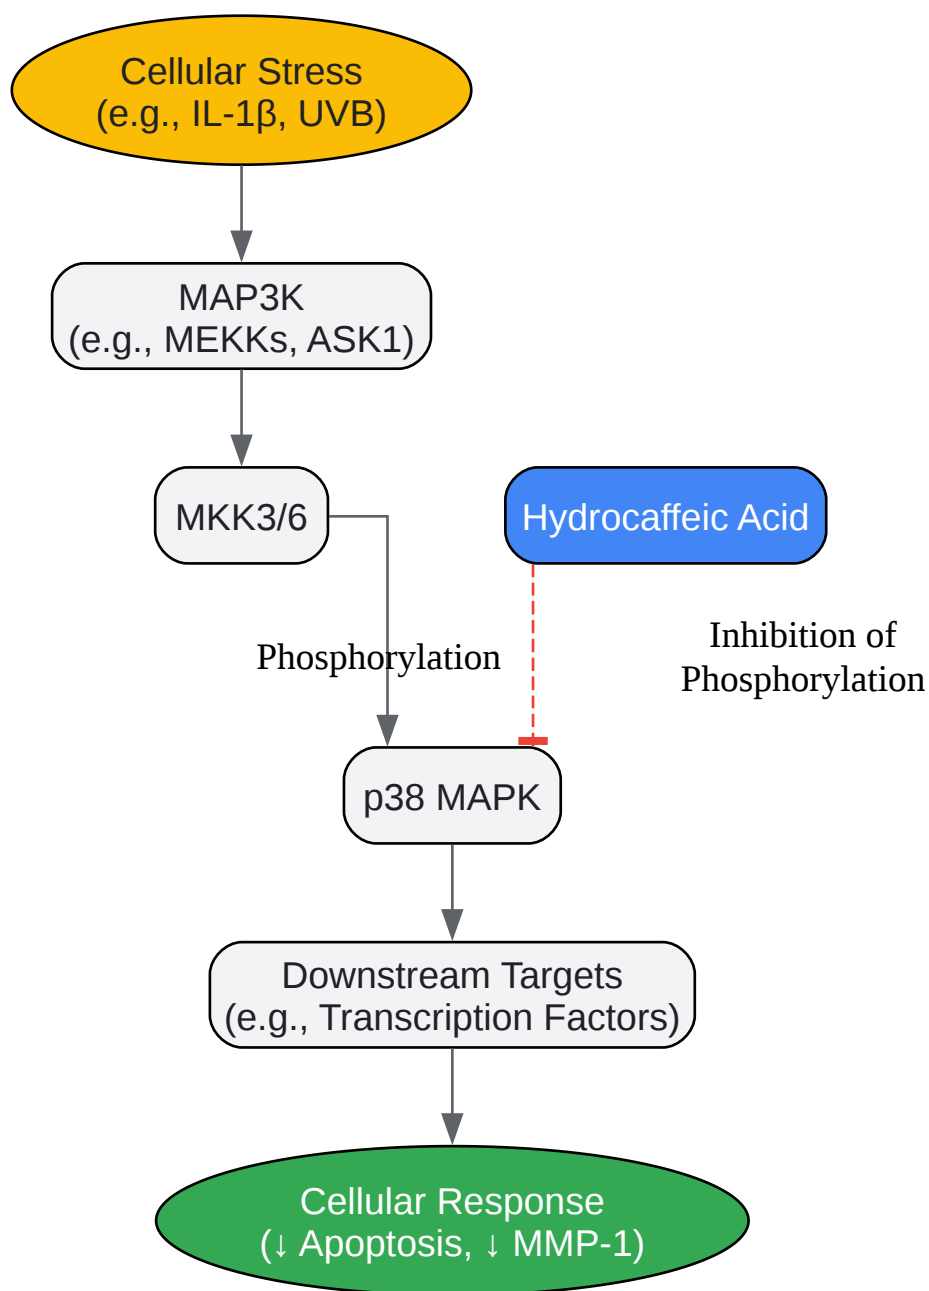 Cellular Stress
(e.g., IL-1β, UVB)
MAP3K
(e.g., MEKKs, ASK1)
MKK3/6
Hydrocaffeic Acid
Phosphorylation
Inhibition of
Phosphorylation
p38 MAPK
Downstream Targets
(e.g., Transcription Factors)
Cellular Response
(↓ Apoptosis, ↓ MMP-1)